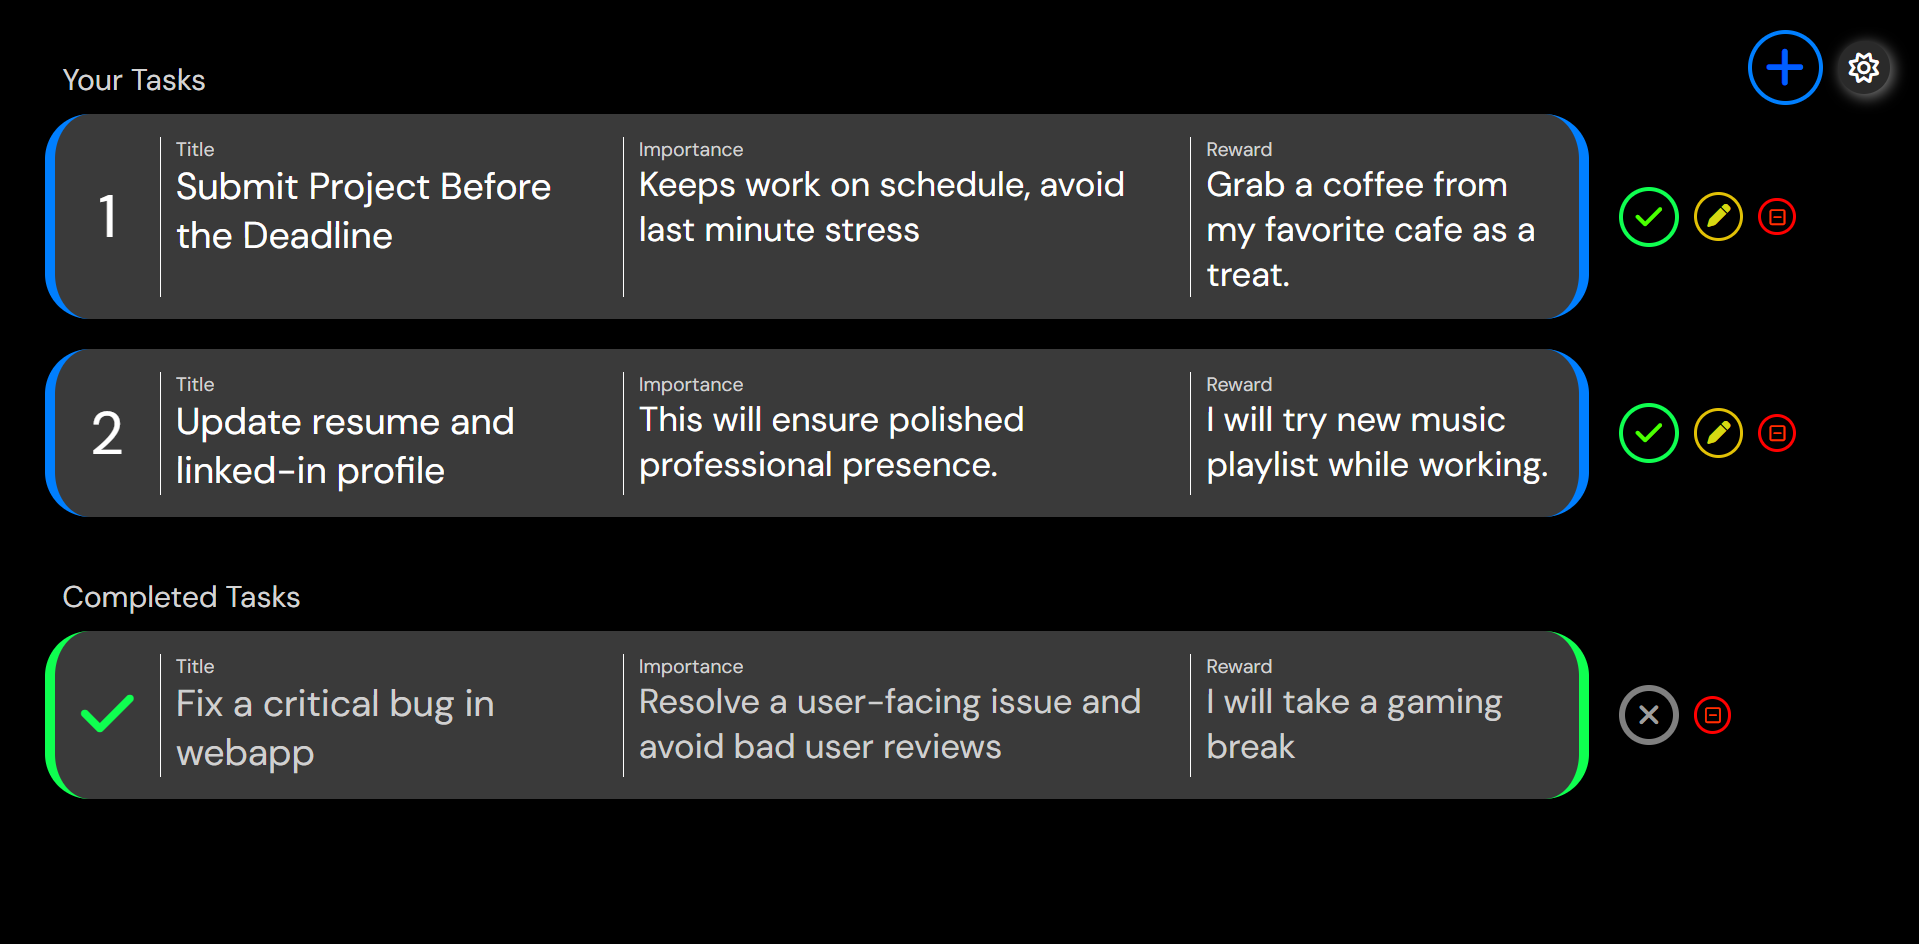 Your Tasks
1
Title
Submit Project Before
the Deadline
Importance
Keeps work on schedule, avoid
last minute stress
Reward
Grab a coffee from
my favorite cafe as a
treat.
2
Title
Update resume and
linked-in profile
Importance
This will ensure polished
professional presence.
Reward
I will try new music
playlist while working.
Completed Tasks
Title
Fix a critical bug in
webapp
Importance
Resolve a user-facing issue and
avoid bad user reviews
Reward
I will take a gaming
break